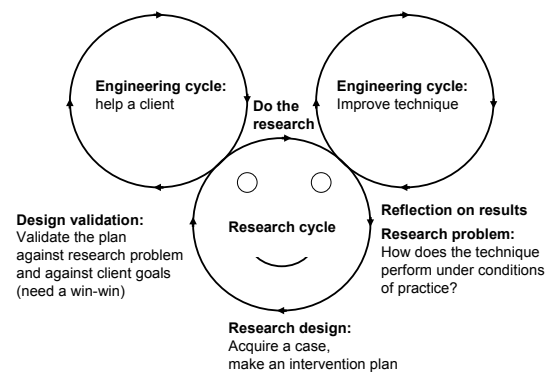 Engineering cycle:
help a client
Engineering cycle:
Improve technique
Do the
research
Research cycle
Design validation:
Validate the plan
against research problem
and against client goals
(need a win-win)
Reflection on results
Research problem:
How does the technique
perform under conditions
of practice?
Research design:
Acquire a case,
make an intervention plan